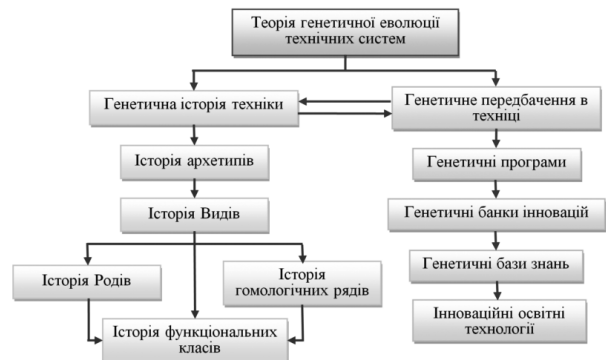 Теорія генетичної еволюції
технічних систем
Генетична історія техніки
Генетичне передбачення в
техніці
Історія архетипів
Генетичні програми
Історія Видів
Генетичні банки інновацій
Історія Родів
Історія
гомологічних рядів
Генетичні бази знань
Історія функціональних
класів
Інноваційні освітні
технології